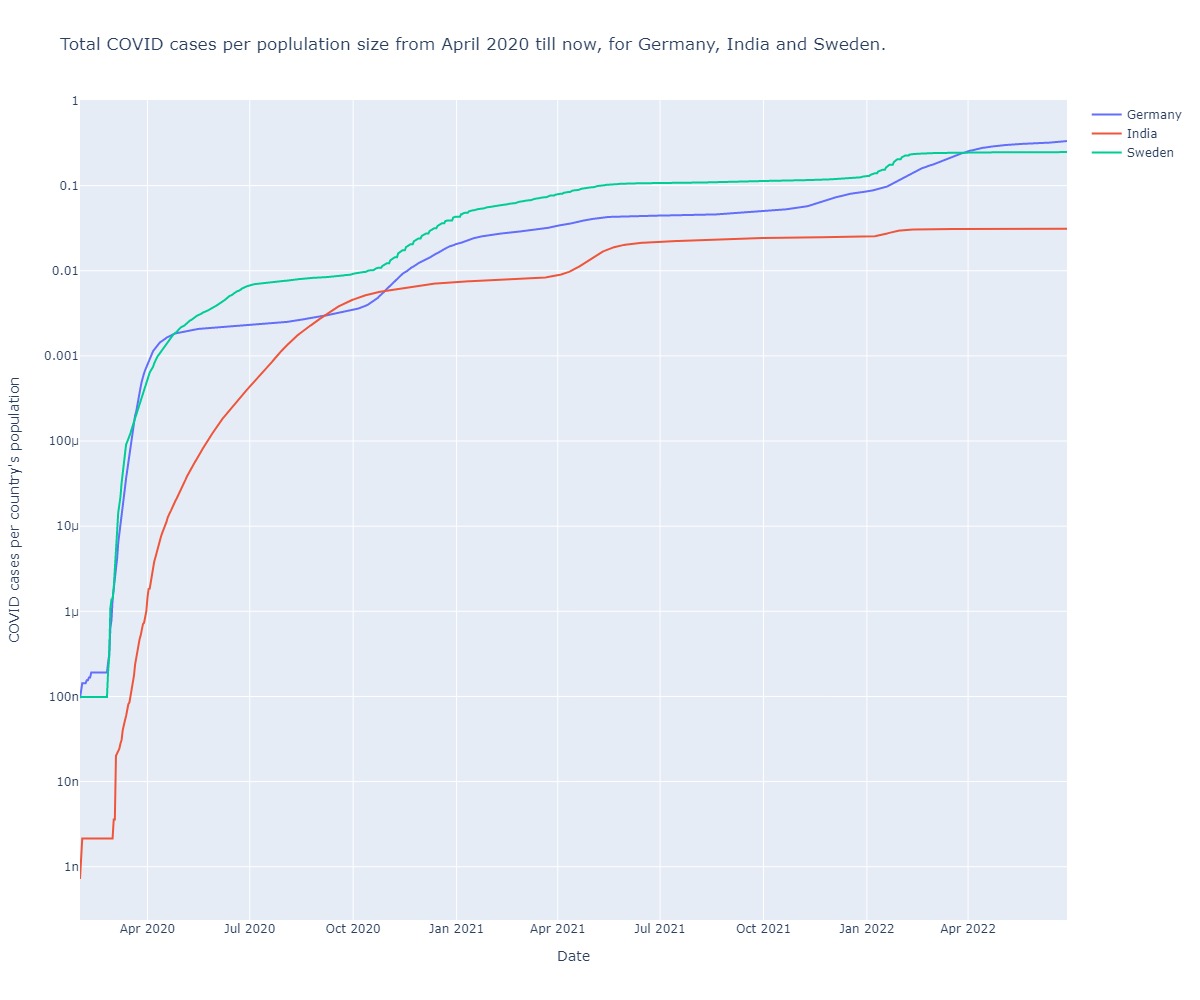 Total COVID cases per poplulation size from April 2020 till now, for Germany, India and Sweden.
Germany
India
Sweden
1
0.1
0.01
0.001
100μ
10μ
1μ
100n
10n
1n
COVID cases per country's population
Apr 2020
Jul 2020
Oct 2020
Jan 2021
Apr 2021
Jul 2021
Oct 2021
Jan 2022
Apr 2022
Date